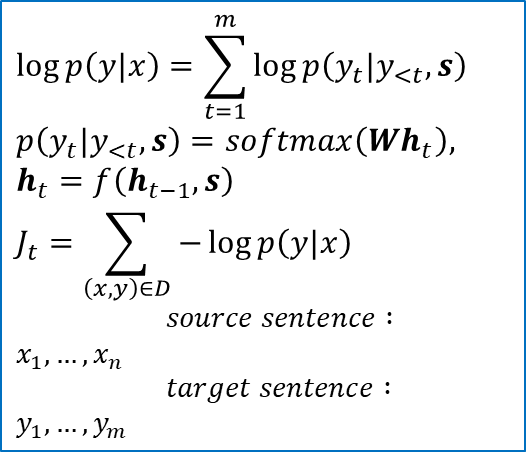 log p(y|x) = ∑_{t=1}^{m} log p(y_t|y_{<t}, s)
p(y_t|y_{<t}, s) = softmax(Wh_t),
h_t = f(h_{t−1}, s)
J_t = ∑_{(x,y)∈D} − log p(y|x)
source sentence :
x_1, … , x_n
target sentence :
y_1, … , y_m